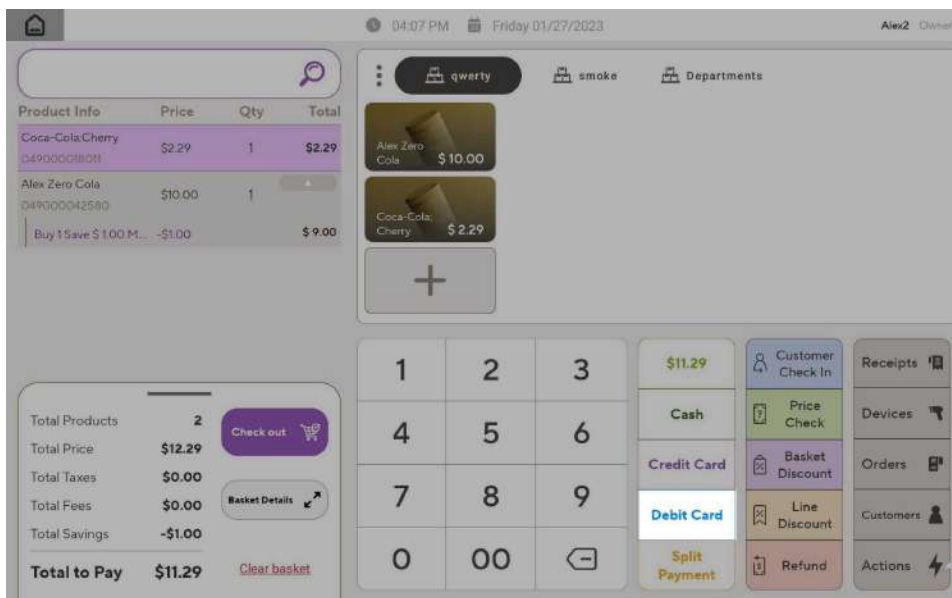 04:07 PM Friday 01/27/2023 Alex2 Owner
qwerty smoke Departments
Product Info Price Qty Total
Coca-Cola;Cherry $2.29 1 $2.29
049000018011
Alex Zero Cola $10.00 1
049000042580
Buy 1 Save $ 1.00 M... -$1.00 $ 9.00
Alex Zero
Cola $ 10.00
Coca-Cola;
Cherry $ 2.29
Total Products 2
Total Price $12.29
Total Taxes $0.00
Total Fees $0.00
Total Savings -$1.00
Total to Pay $11.29
Check out
Basket Details
Clear basket
1 2 3
4 5 6
7 8 9
0 00
$11.29
Cash
Credit Card
Debit Card
Split
Payment
Customer
Check In
Price
Check
Basket
Discount
Line
Discount
Refund
Receipts
Devices
Orders
Customers
Actions